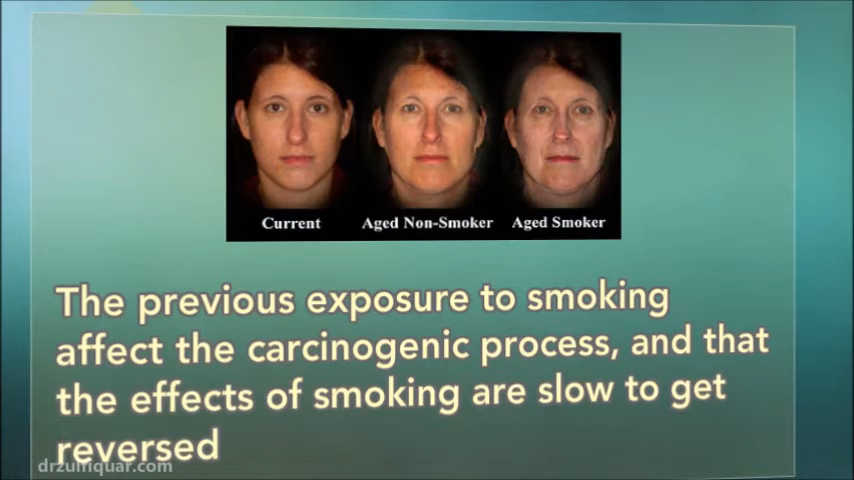 Current Aged Non-Smoker Aged Smoker
The previous exposure to smoking
affect the carcinogenic process, and that
the effects of smoking are slow to get
reversed
drzulfiquar.com